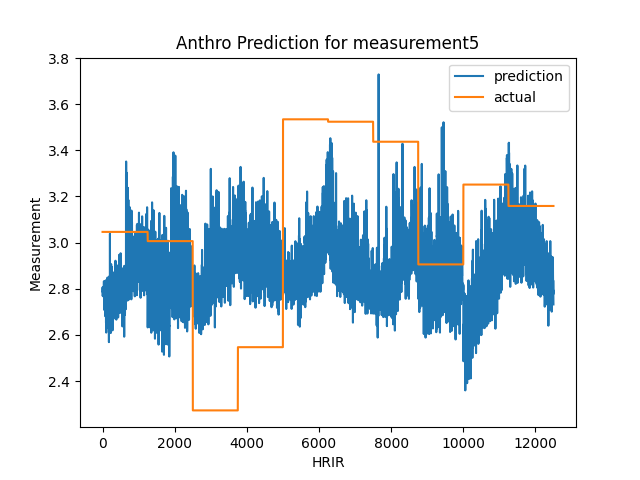 Anthro Prediction for measurement5
prediction
actual
Measurement
3.8
3.6
3.4
3.2
3.0
2.8
2.6
2.4
0 2000 4000 6000 8000 10000 12000
HRIR